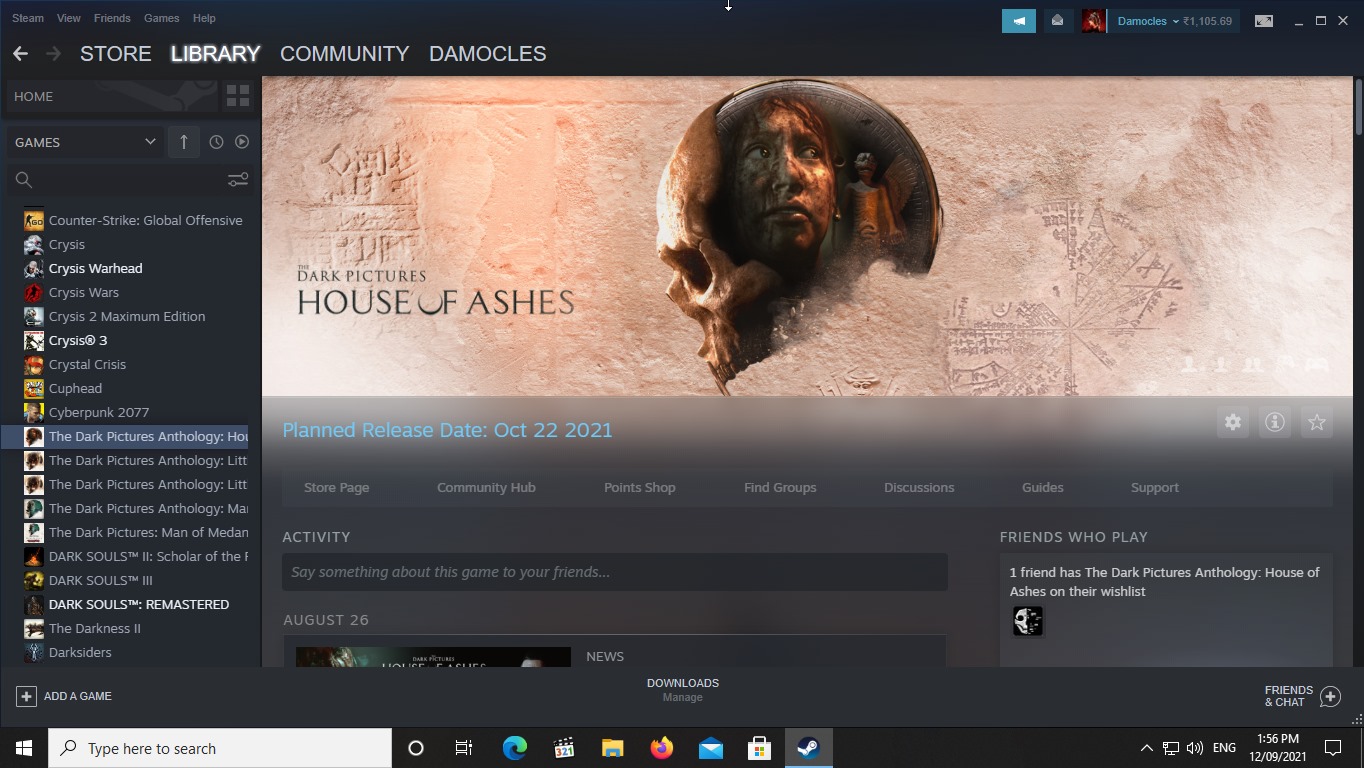 Steam View Friends Games Help
Damocles ₹1,105.69
STORE LIBRARY COMMUNITY DAMOCLES
HOME
GAMES
Counter-Strike: Global Offensive
Crysis
Crysis Warhead
Crysis Wars
Crysis 2 Maximum Edition
Crysis® 3
Crystal Crisis
Cuphead
Cyberpunk 2077
The Dark Pictures Anthology: Hou
The Dark Pictures Anthology: Littl
The Dark Pictures Anthology: Littl
The Dark Pictures Anthology: Mar
The Dark Pictures: Man of Medan
DARK SOULS™ II: Scholar of the F
DARK SOULS™ III
DARK SOULS™: REMASTERED
The Darkness II
Darksiders
THE
DARK PICTURES
HOUSE OF ASHES
Planned Release Date: Oct 22 2021
Store Page Community Hub Points Shop Find Groups Discussions Guides Support
ACTIVITY
Say something about this game to your friends...
AUGUST 26
DARK PICTURES
HOUSE OF ASHES
NEWS
FRIENDS WHO PLAY
1 friend has The Dark Pictures Anthology: House of
Ashes on their wishlist
ADD A GAME
DOWNLOADS
Manage
FRIENDS
& CHAT
Type here to search
321
ENG
1:56 PM
12/09/2021